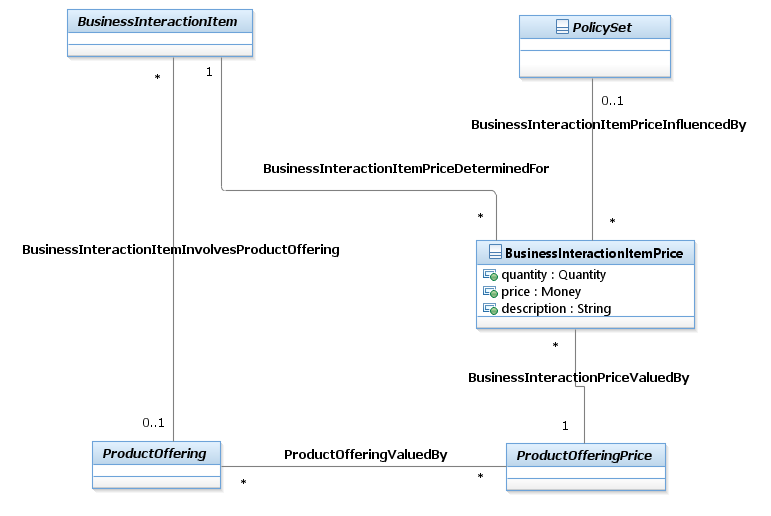 BusinessInteractionItem
PolicySet
*
1
0..1
BusinessInteractionItemPriceInfluencedBy
BusinessInteractionItemPriceDeterminedFor
*
*
BusinessInteractionItemInvolvesProductOffering
BusinessInteractionItemPrice
quantity : Quantity
price : Money
description : String
*
BusinessInteractionPriceValuedBy
0..1
1
ProductOffering
ProductOfferingValuedBy
ProductOfferingPrice
*
*